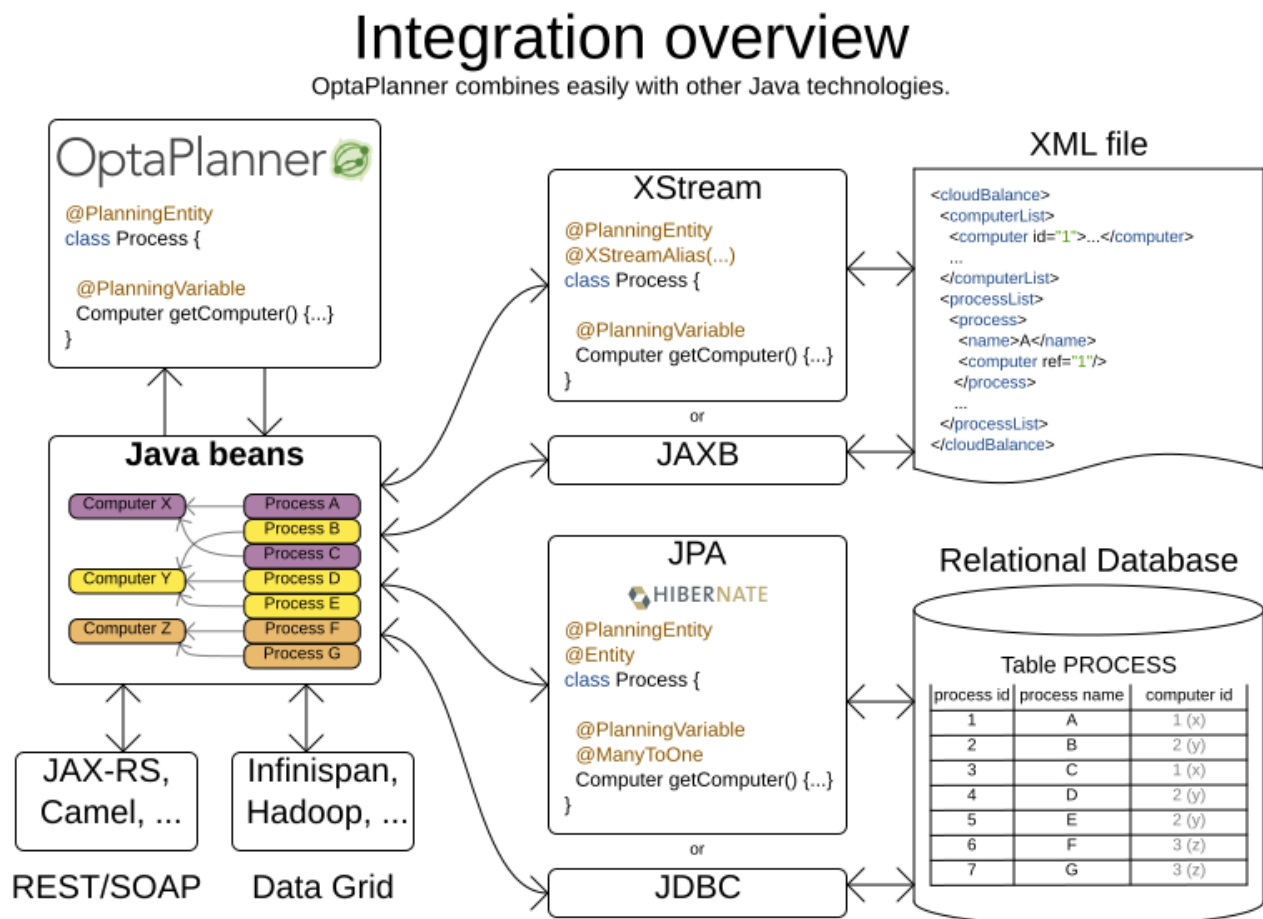 Integration overview
OptaPlanner combines easily with other Java technologies.
OptaPlanner
@PlanningEntity
class Process {
@PlanningVariable
Computer getComputer() {...}
}
Java beans
Computer X
Computer Y
Computer Z
Process A
Process B
Process C
Process D
Process E
Process F
Process G
JAX-RS,
Camel, ...
REST/SOAP
Infinispan,
Hadoop, ...
Data Grid
XStream
@PlanningEntity
@XStreamAlias(...)
class Process {
@PlanningVariable
Computer getComputer() {...}
}
or
JAXB
XML file
<cloudBalance>
<computerList>
<computer id="1">...</computer>
...
</computerList>
<processList>
<process>
<name>A</name>
<computer ref="1"/>
</process>
...
</processList>
</cloudBalance>
JPA
HIBERNATE
@PlanningEntity
@Entity
class Process {
@PlanningVariable
@ManyToOne
Computer getComputer() {...}
}
or
JDBC
Relational Database
Table PROCESS
process id process name computer id
1 A 1 (x)
2 B 2 (y)
3 C 1 (x)
4 D 2 (y)
5 E 2 (y)
6 F 3 (z)
7 G 3 (z)